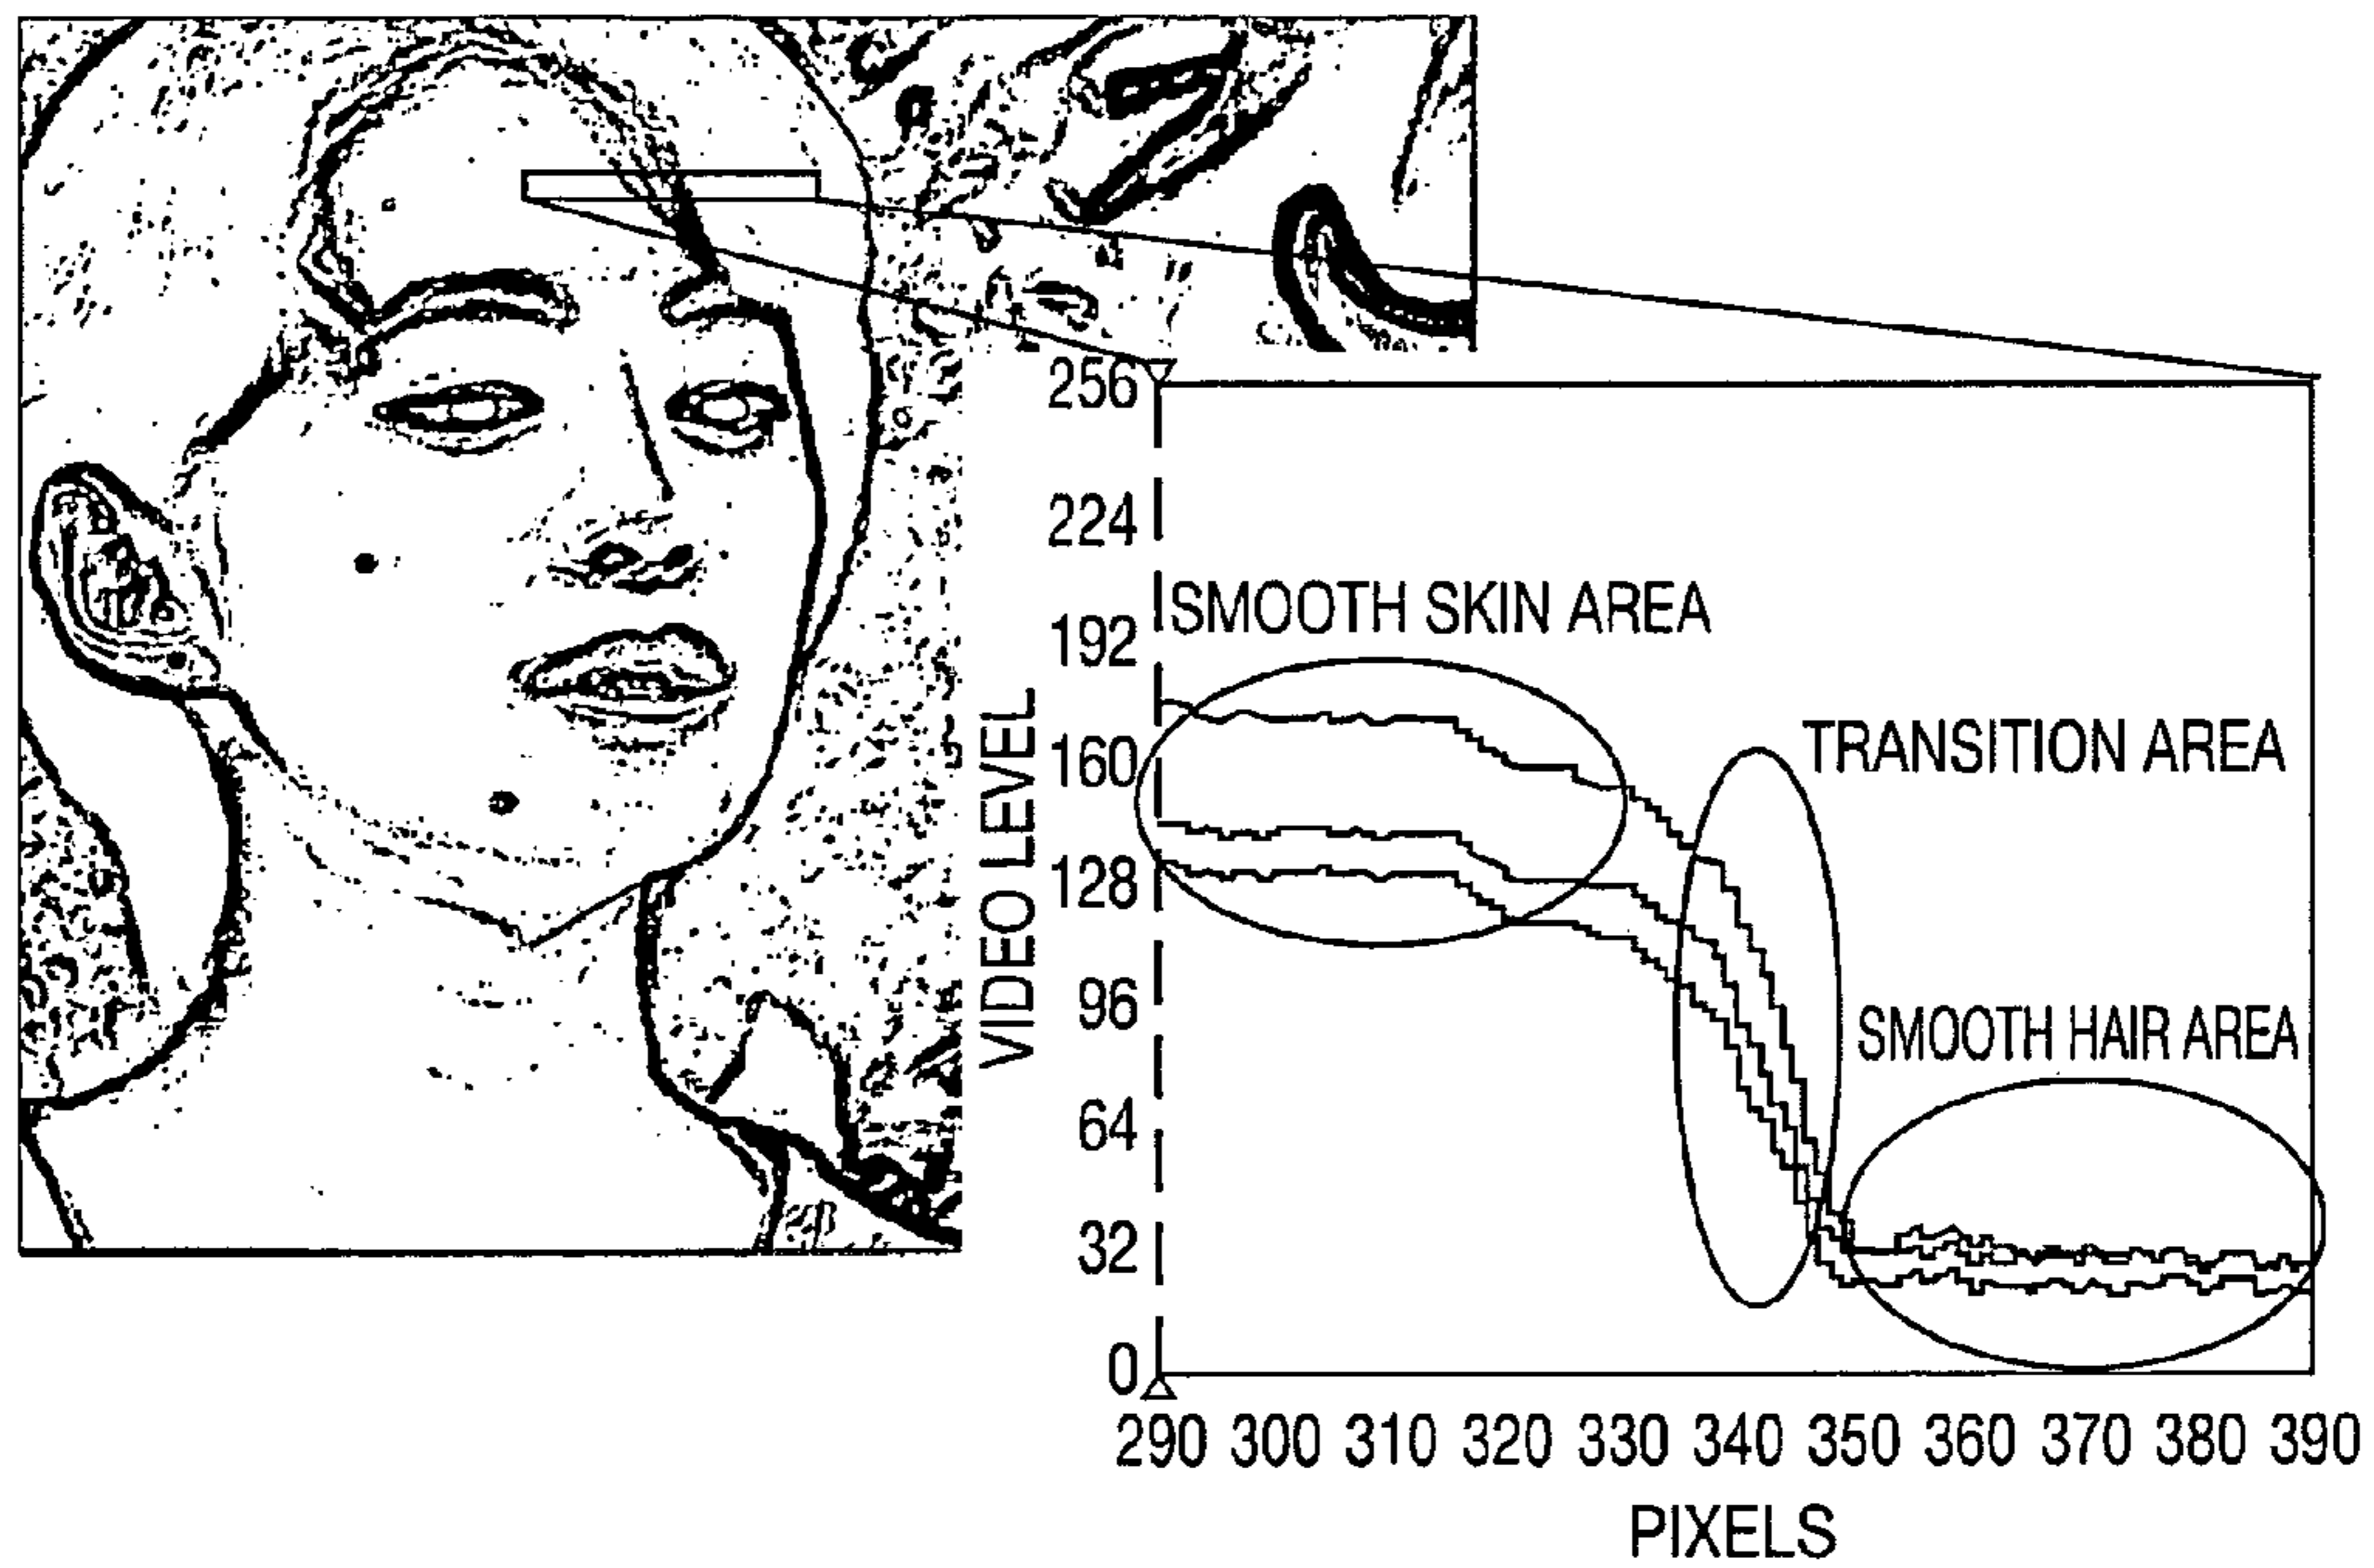 256
224
SMOOTH SKIN AREA
192
TRANSITION AREA
160
VIDEO LEVEL
128
96
SMOOTH HAIR AREA
64
32
0
290 300 310 320 330 340 350 360 370 380 390
PIXELS